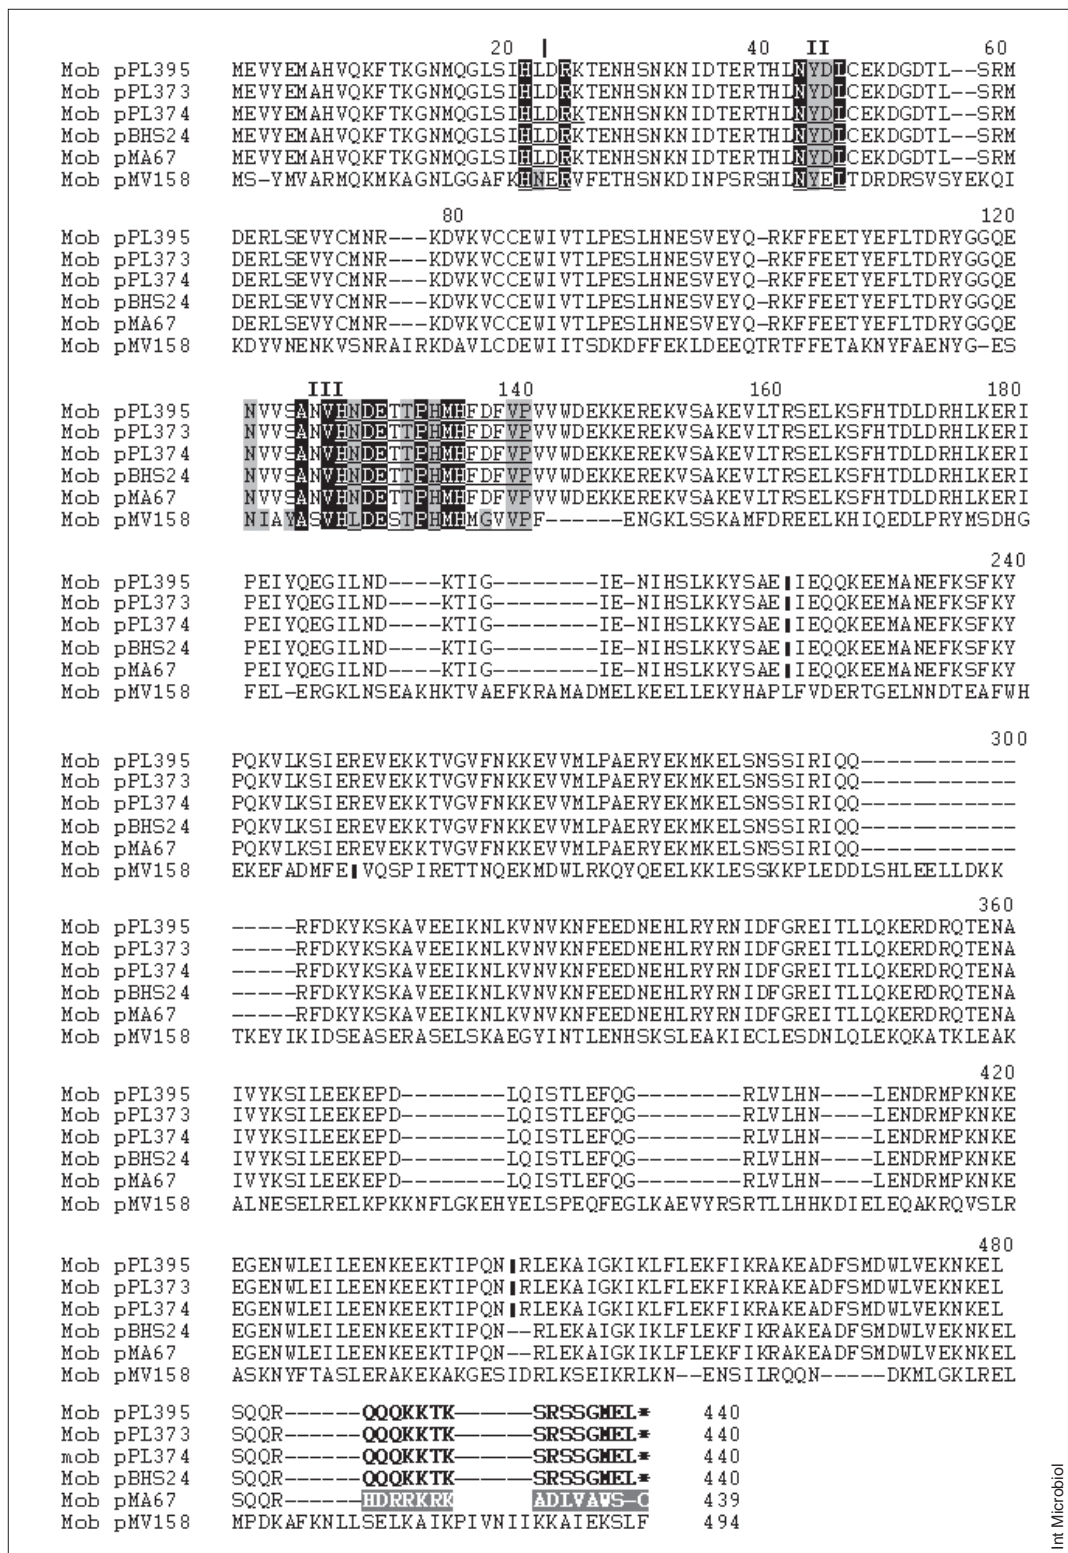 20 I 40 II 60
Mob pPL395 MEVYEMAHVQKFTKGNMQGLSIHLDRKTENHSNKNIDTERTHLNYDLCEKDGDTL--SRM
Mob pPL373 MEVYEMAHVQKFTKGNMQGLSIHLDRKTENHSNKNIDTERTHLNYDLCEKDGDTL--SRM
Mob pPL374 MEVYEMAHVQKFTKGNMQGLSIHLDRKTENHSNKNIDTERTHLNYDLCEKDGDTL--SRM
Mob pBHS24 MEVYEMAHVQKFTKGNMQGLSIHLDRKTENHSNKNIDTERTHLNYDLCEKDGDTL--SRM
Mob pMA67 MEVYEMAHVQKFTKGNMQGLSIHLDRKTENHSNKNIDTERTHLNYDLCEKDGDTL--SRM
Mob pMV158 MS-YMVARMQKMKAGNLGGAFKHNERVFETHSNKDINPSRSHLNYELTDRDRSVSYEKQI
80 120
Mob pPL395 DERLSEVYCMNR---KDVKVCCEWIVTLPESLHNESVEYQ-RKFFEETYEFLTDRYGGQE
Mob pPL373 DERLSEVYCMNR---KDVKVCCEWIVTLPESLHNESVEYQ-RKFFEETYEFLTDRYGGQE
Mob pPL374 DERLSEVYCMNR---KDVKVCCEWIVTLPESLHNESVEYQ-RKFFEETYEFLTDRYGGQE
Mob pBHS24 DERLSEVYCMNR---KDVKVCCEWIVTLPESLHNESVEYQ-RKFFEETYEFLTDRYGGQE
Mob pMA67 DERLSEVYCMNR---KDVKVCCEWIVTLPESLHNESVEYQ-RKFFEETYEFLTDRYGGQE
Mob pMV158 KDYVNENKVSNRAIRKDAVLCDEWIITSDKDFFEKLDEEQTRTFFETAKNYFAENYG-ES
III 140 160 180
Mob pPL395 NVVSANVHNDETTPHMHFDFVPVVVWDEKKEREKVSAKEVLTRSELKSFHTDLDRHLKERI
Mob pPL373 NVVSANVHNDETTPHMHFDFVPVVVWDEKKEREKVSAKEVLTRSELKSFHTDLDRHLKERI
Mob pPL374 NVVSANVHNDETTPHMHFDFVPVVVWDEKKEREKVSAKEVLTRSELKSFHTDLDRHLKERI
Mob pBHS24 NVVSANVHNDETTPHMHFDFVPVVVWDEKKEREKVSAKEVLTRSELKSFHTDLDRHLKERI
Mob pMA67 NVVSANVHNDETTPHMHFDFVPVVVWDEKKEREKVSAKEVLTRSELKSFHTDLDRHLKERI
Mob pMV158 NIAYASVHLDESTPHMHMGVVPF------ENGKLSSKAMFDREELKHIQEDLPRYMSDHG
240
Mob pPL395 PEIYQEGILND----KTIG--------IE-NIHSLKKYSAE▮IEQQKEEMANEFKSFKY
Mob pPL373 PEIYQEGILND----KTIG--------IE-NIHSLKKYSAE▮IEQQKEEMANEFKSFKY
Mob pPL374 PEIYQEGILND----KTIG--------IE-NIHSLKKYSAE▮IEQQKEEMANEFKSFKY
Mob pBHS24 PEIYQEGILND----KTIG--------IE-NIHSLKKYSAE▮IEQQKEEMANEFKSFKY
Mob pMA67 PEIYQEGILND----KTIG--------IE-NIHSLKKYSAE▮IEQQKEEMANEFKSFKY
Mob pMV158 FEL-ERGKLNSEAKHKTVAEFKRAMADMELKEELLEKYHAPLFVDERTGELNNDTEAFWH
300
Mob pPL395 PQKVLKSIEREVEKKTVGVFNKKEVVMLPAERYEKMKELSNSSIRIQQ------------
Mob pPL373 PQKVLKSIEREVEKKTVGVFNKKEVVMLPAERYEKMKELSNSSIRIQQ------------
Mob pPL374 PQKVLKSIEREVEKKTVGVFNKKEVVMLPAERYEKMKELSNSSIRIQQ------------
Mob pBHS24 PQKVLKSIEREVEKKTVGVFNKKEVVMLPAERYEKMKELSNSSIRIQQ------------
Mob pMA67 PQKVLKSIEREVEKKTVGVFNKKEVVMLPAERYEKMKELSNSSIRIQQ------------
Mob pMV158 EKEFADMFE▮VQSPIRETTNQEKMDWLRKQYQEELKKLESSKKPLEDDLSHLEELLDKK
360
Mob pPL395 -----RFDKYKSKAVEEIKNLKVNVKNFEEDNEHLRYRNIDFGREITLLQKERDRQTENA
Mob pPL373 -----RFDKYKSKAVEEIKNLKVNVKNFEEDNEHLRYRNIDFGREITLLQKERDRQTENA
Mob pPL374 -----RFDKYKSKAVEEIKNLKVNVKNFEEDNEHLRYRNIDFGREITLLQKERDRQTENA
Mob pBHS24 -----RFDKYKSKAVEEIKNLKVNVKNFEEDNEHLRYRNIDFGREITLLQKERDRQTENA
Mob pMA67 -----RFDKYKSKAVEEIKNLKVNVKNFEEDNEHLRYRNIDFGREITLLQKERDRQTENA
Mob pMV158 TKEYIKIDSEASERASELSKAEGYINTLENHSKSLEAKIECLESDNLQLEKQKATKLEAK
420
Mob pPL395 IVYKSILEEKEPD--------LQISTLEFQG--------RLVLHN----LENDRMPKNKE
Mob pPL373 IVYKSILEEKEPD--------LQISTLEFQG--------RLVLHN----LENDRMPKNKE
Mob pPL374 IVYKSILEEKEPD--------LQISTLEFQG--------RLVLHN----LENDRMPKNKE
Mob pBHS24 IVYKSILEEKEPD--------LQISTLEFQG--------RLVLHN----LENDRMPKNKE
Mob pMA67 IVYKSILEEKEPD--------LQISTLEFQG--------RLVLHN----LENDRMPKNKE
Mob pMV158 ALNESELRELKPKKNFLGKEHYELSPEQFEGLKAEVYRSRTLLHHKDIELEQAKRQVSLR
480
Mob pPL395 EGENWLEILEENKEEKTIPQN▮RLEKAIGKIKLFLEKFIKRAKEADFSMDWLVEKNKEL
Mob pPL373 EGENWLEILEENKEEKTIPQN▮RLEKAIGKIKLFLEKFIKRAKEADFSMDWLVEKNKEL
Mob pPL374 EGENWLEILEENKEEKTIPQN▮RLEKAIGKIKLFLEKFIKRAKEADFSMDWLVEKNKEL
Mob pBHS24 EGENWLEILEENKEEKTIPQN--RLEKAIGKIKLFLEKFIKRAKEADFSMDWLVEKNKEL
Mob pMA67 EGENWLEILEENKEEKTIPQN--RLEKAIGKIKLFLEKFIKRAKEADFSMDWLVEKNKEL
Mob pMV158 ASKNYFTASLERAKEKAKGESIDRLKSEIKRLKN--ENSILRQQN-----DKMLGKLREL
Mob pPL395 SQQR------QQQKKTK------SRSSGMEL* 440
Mob pPL373 SQQR------QQQKKTK------SRSSGMEL* 440
mob pPL374 SQQR------QQQKKTK------SRSSGMEL* 440
Mob pBHS24 SQQR------QQQKKTK------SRSSGMEL* 440
Mob pMA67 SQQR------HDRRKRK ADLVAWS-C 439
Mob pMV158 MPDKAFKNLLSELKAIKPIVNIIKKAIEKSLF 494
Int Microbiol